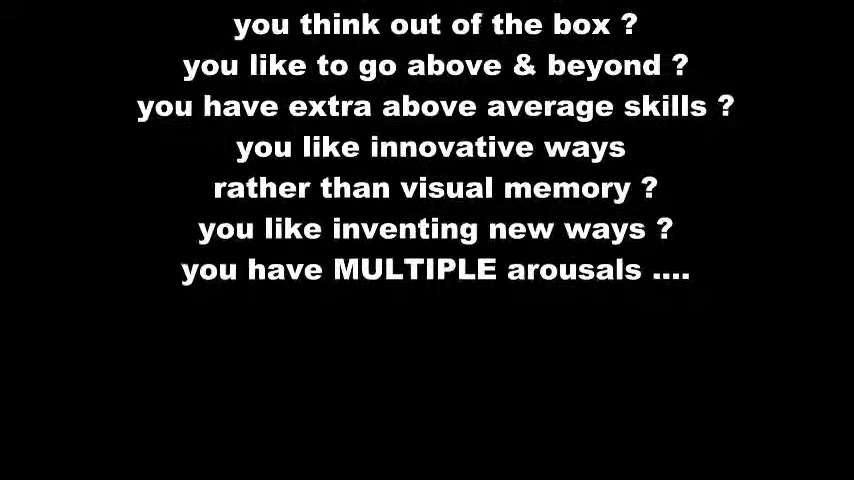 you think out of the box ?
you like to go above & beyond ?
you have extra above average skills ?
you like innovative ways
rather than visual memory ?
you like inventing new ways ?
you have MULTIPLE arousals ....